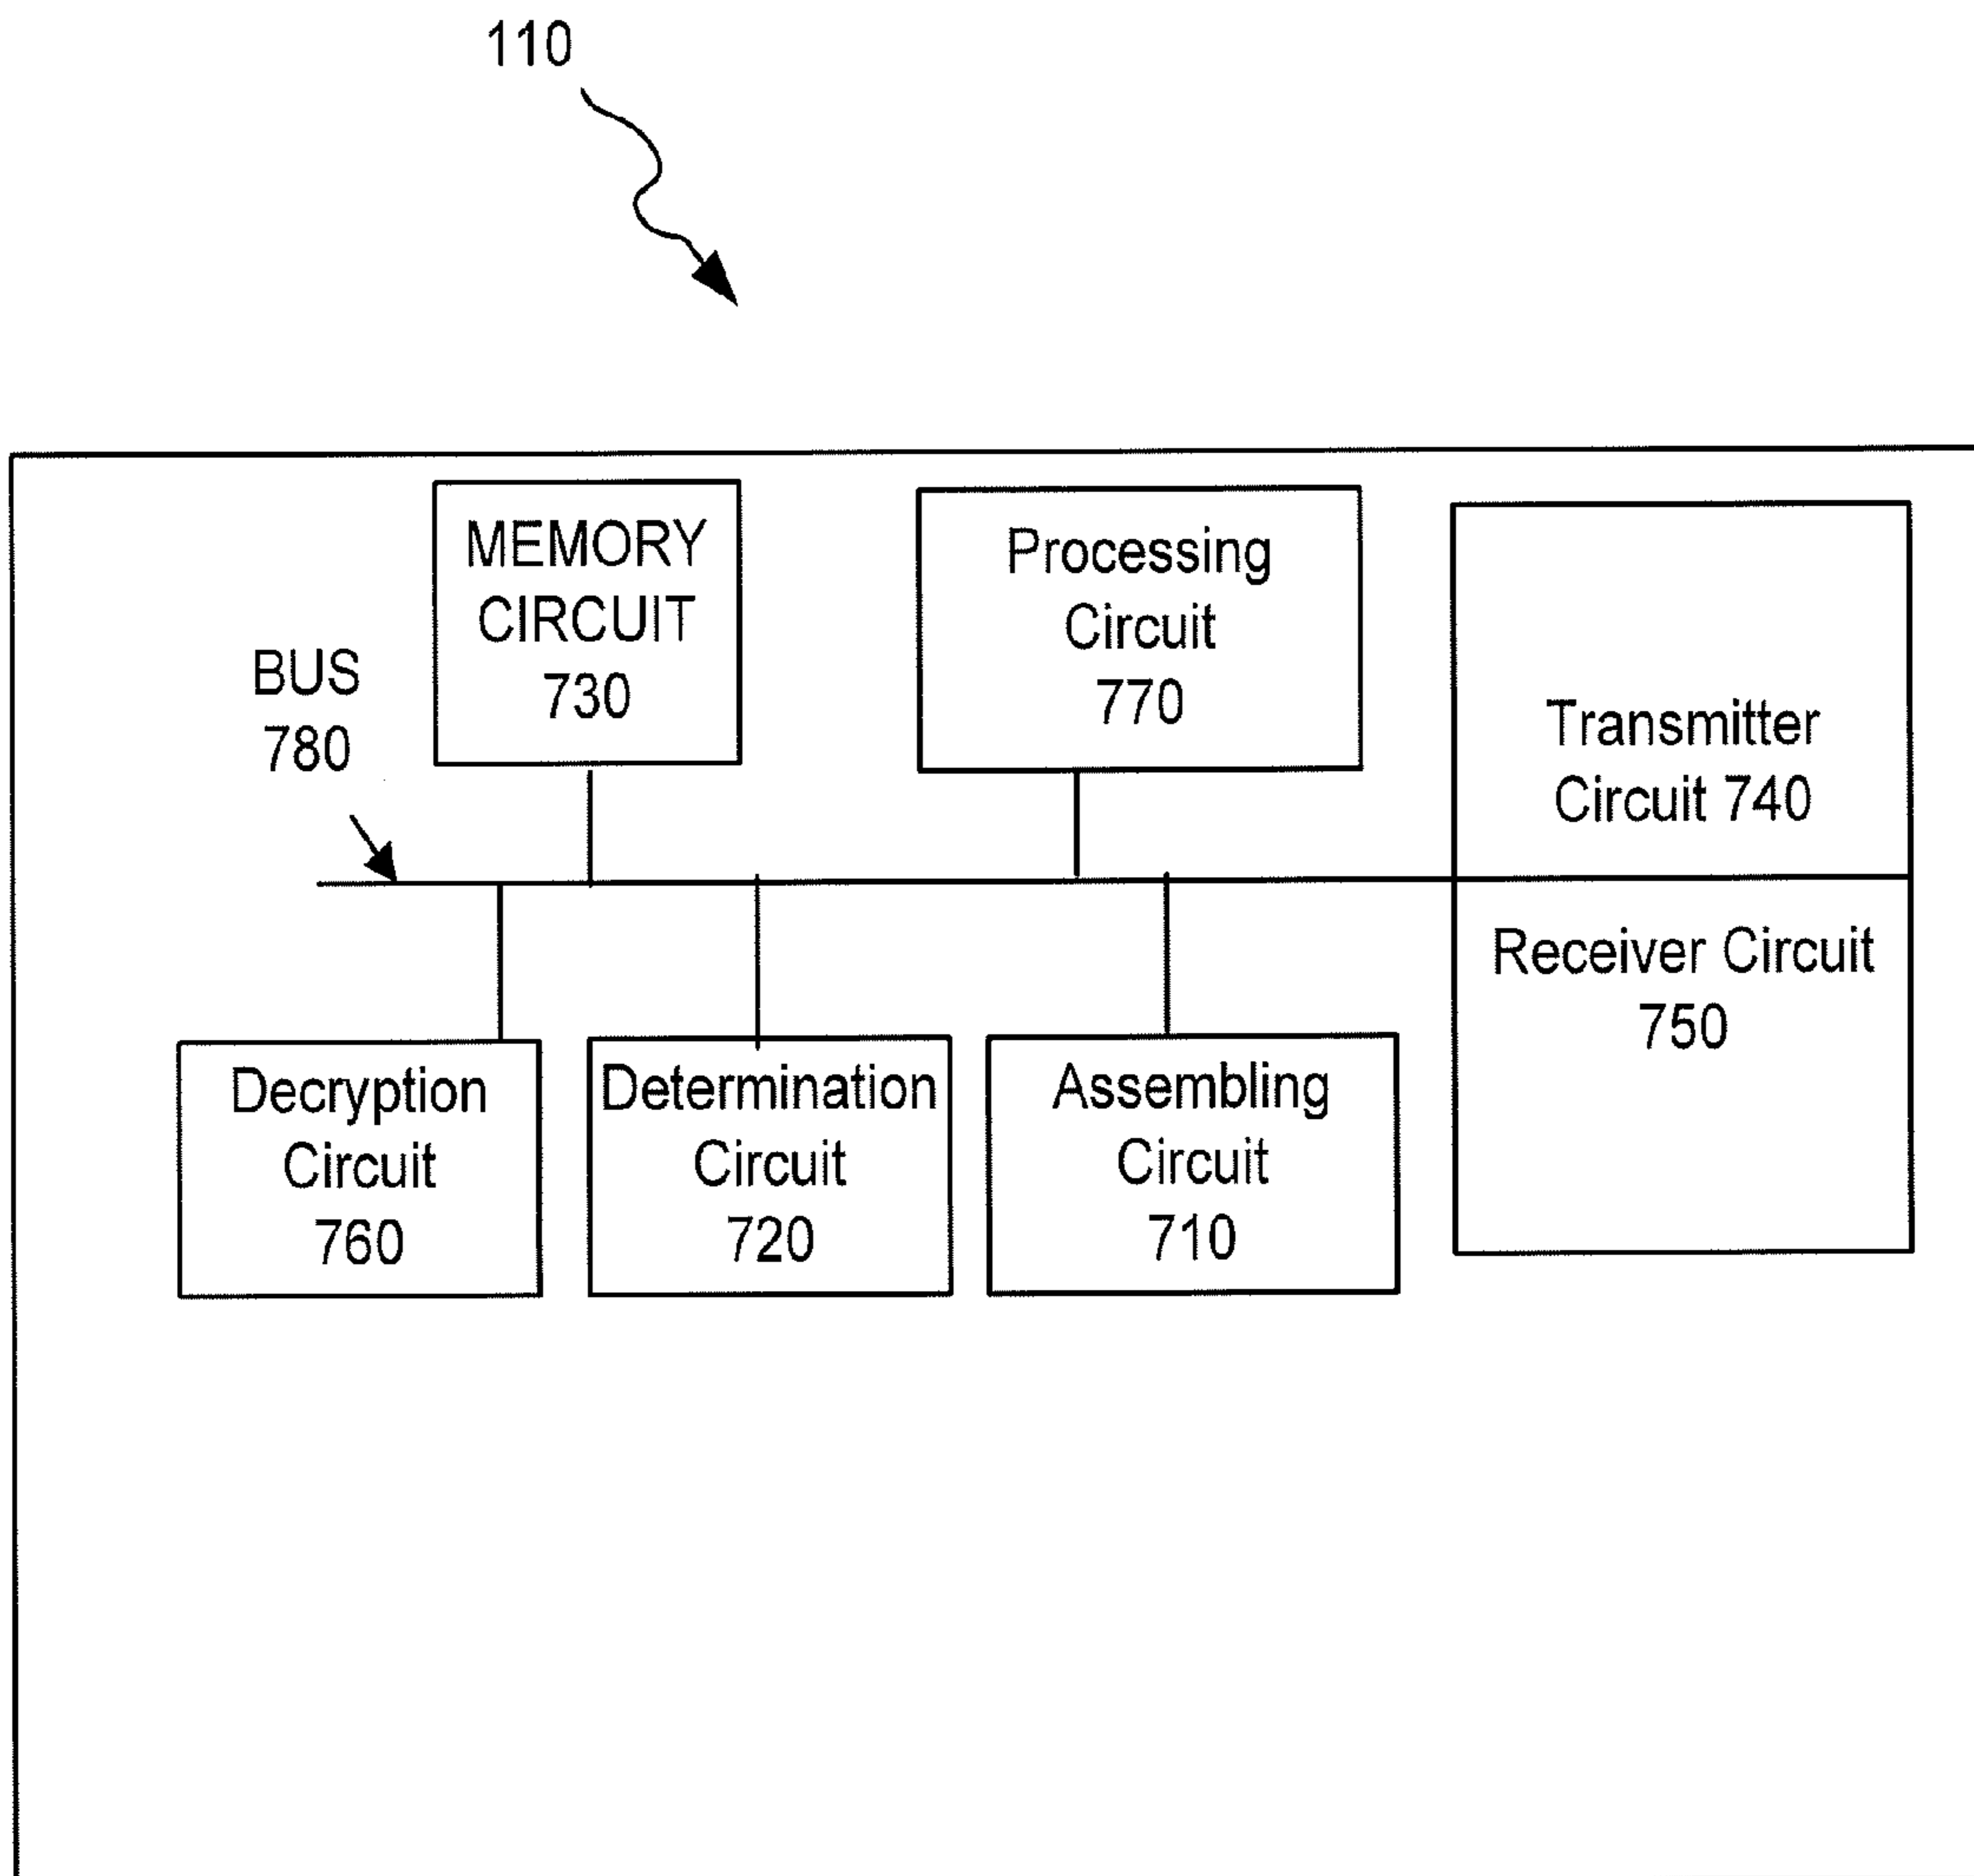 110
MEMORY
CIRCUIT
730
Processing
Circuit
770
BUS
780
Transmitter
Circuit 740
Receiver Circuit
750
Decryption
Circuit
760
Determination
Circuit
720
Assembling
Circuit
710